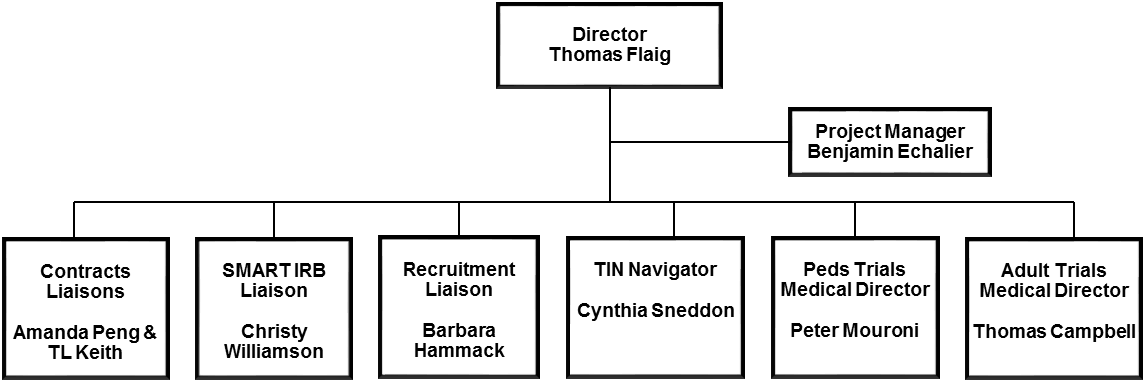 Director
Thomas Flaig
Project Manager
Benjamin Echalier
Contracts
Liaisons
Amanda Peng &
TL Keith
SMART IRB
Liaison
Christy
Williamson
Recruitment
Liaison
Barbara
Hammack
TIN Navigator
Cynthia Sneddon
Peds Trials
Medical Director
Peter Mouroni
Adult Trials
Medical Director
Thomas Campbell